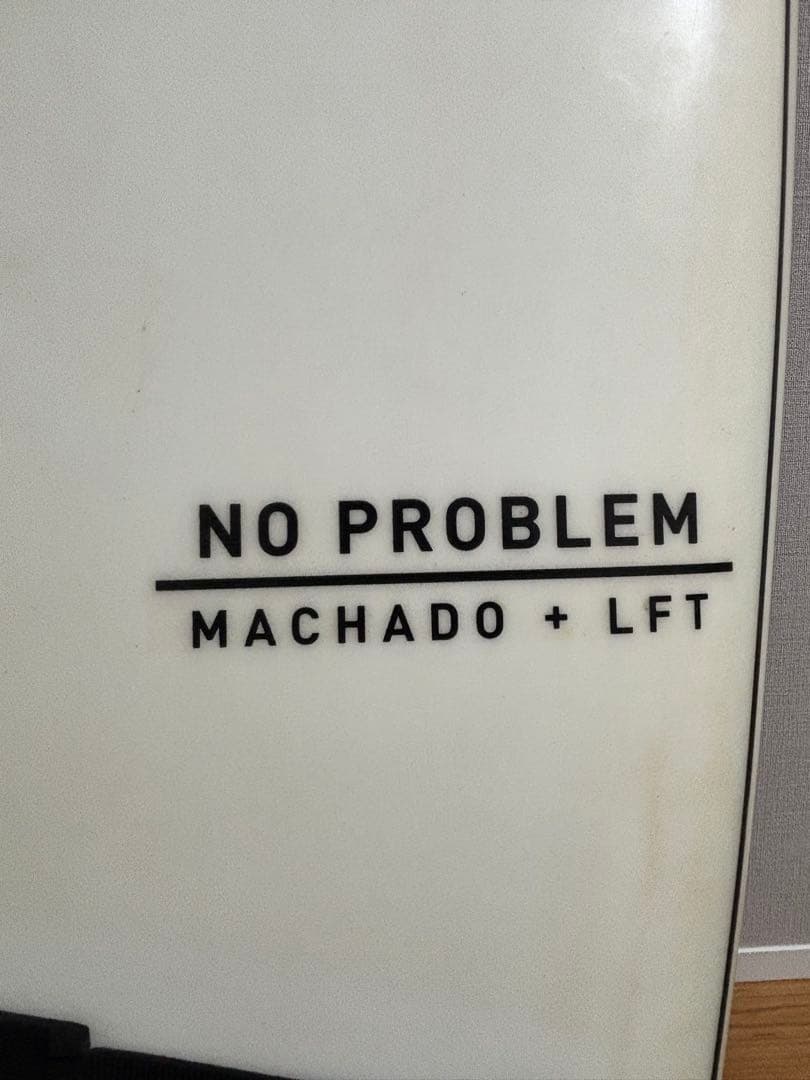 NO PROBLEM
MACHADO + LFT